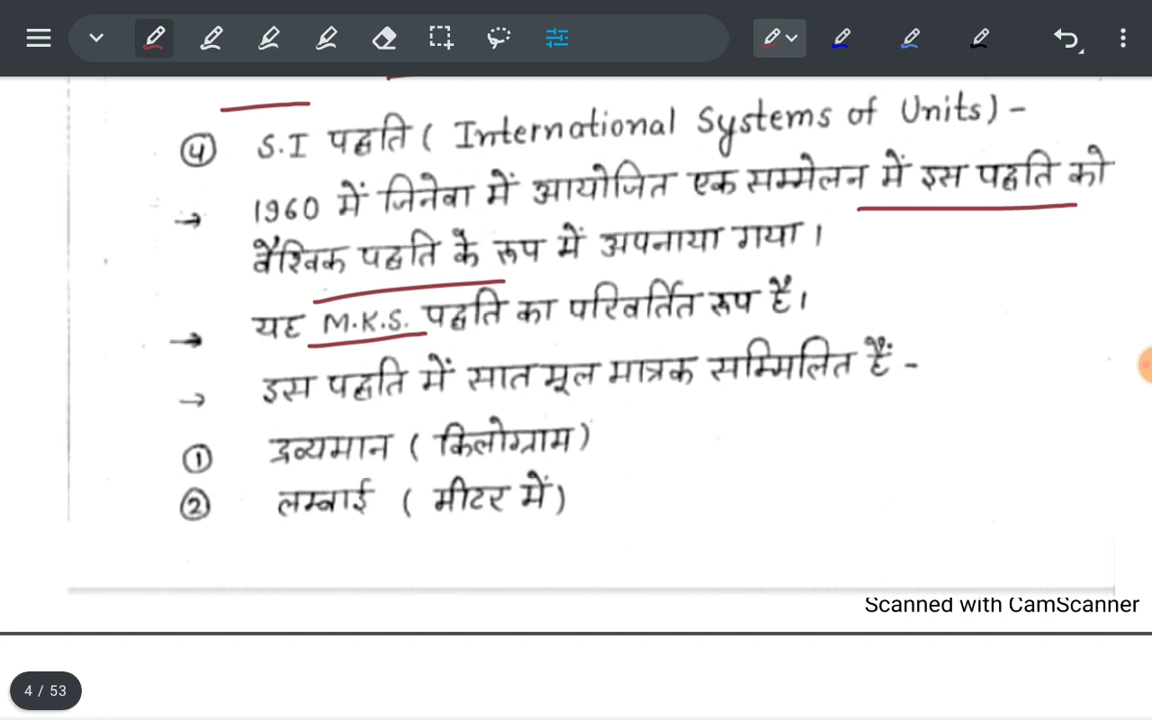 ④ S.I पद्धति ( International Systems of Units) -
→ 1960 में जिनेवा में आयोजित एक सम्मेलन में इस पद्धति को
वैश्विक पद्धति के रूप में अपनाया गया।
→ यह M.K.S. पद्धति का परिवर्तित रूप है।
→ इस पद्धति में सात मूल मात्रक सम्मिलित हैं -
① द्रव्यमान ( किलोग्राम)
② लम्बाई ( मीटर में)
Scanned with CamScanner
4 / 53